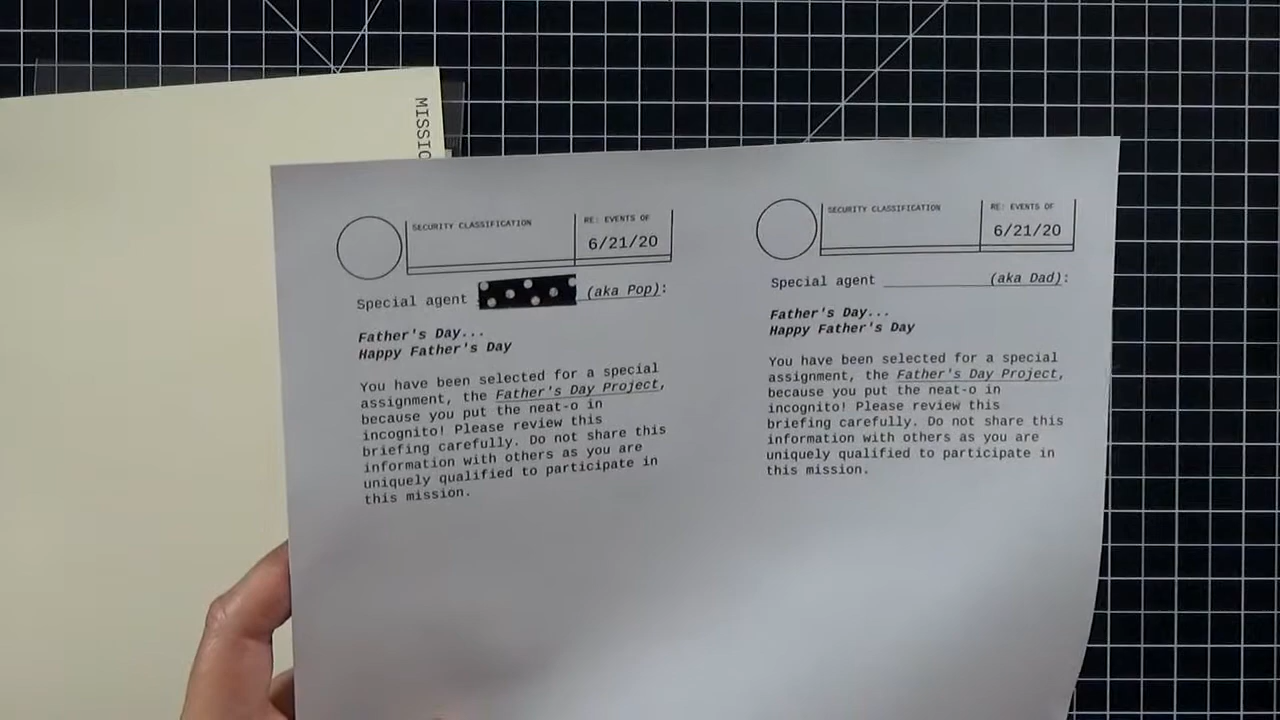 MISSIO
SECURITY CLASSIFICATION
RE: EVENTS OF
6/21/20
Special agent (aka Pop):
Father's Day...
Happy Father's Day
You have been selected for a special
assignment, the Father's Day Project,
because you put the neat-o in
incognito! Please review this
briefing carefully. Do not share this
information with others as you are
uniquely qualified to participate in
this mission.
SECURITY CLASSIFICATION
RE: EVENTS OF
6/21/20
Special agent (aka Dad):
Father's Day...
Happy Father's Day
You have been selected for a special
assignment, the Father's Day Project,
because you put the neat-o in
incognito! Please review this
briefing carefully. Do not share this
information with others as you are
uniquely qualified to participate in
this mission.